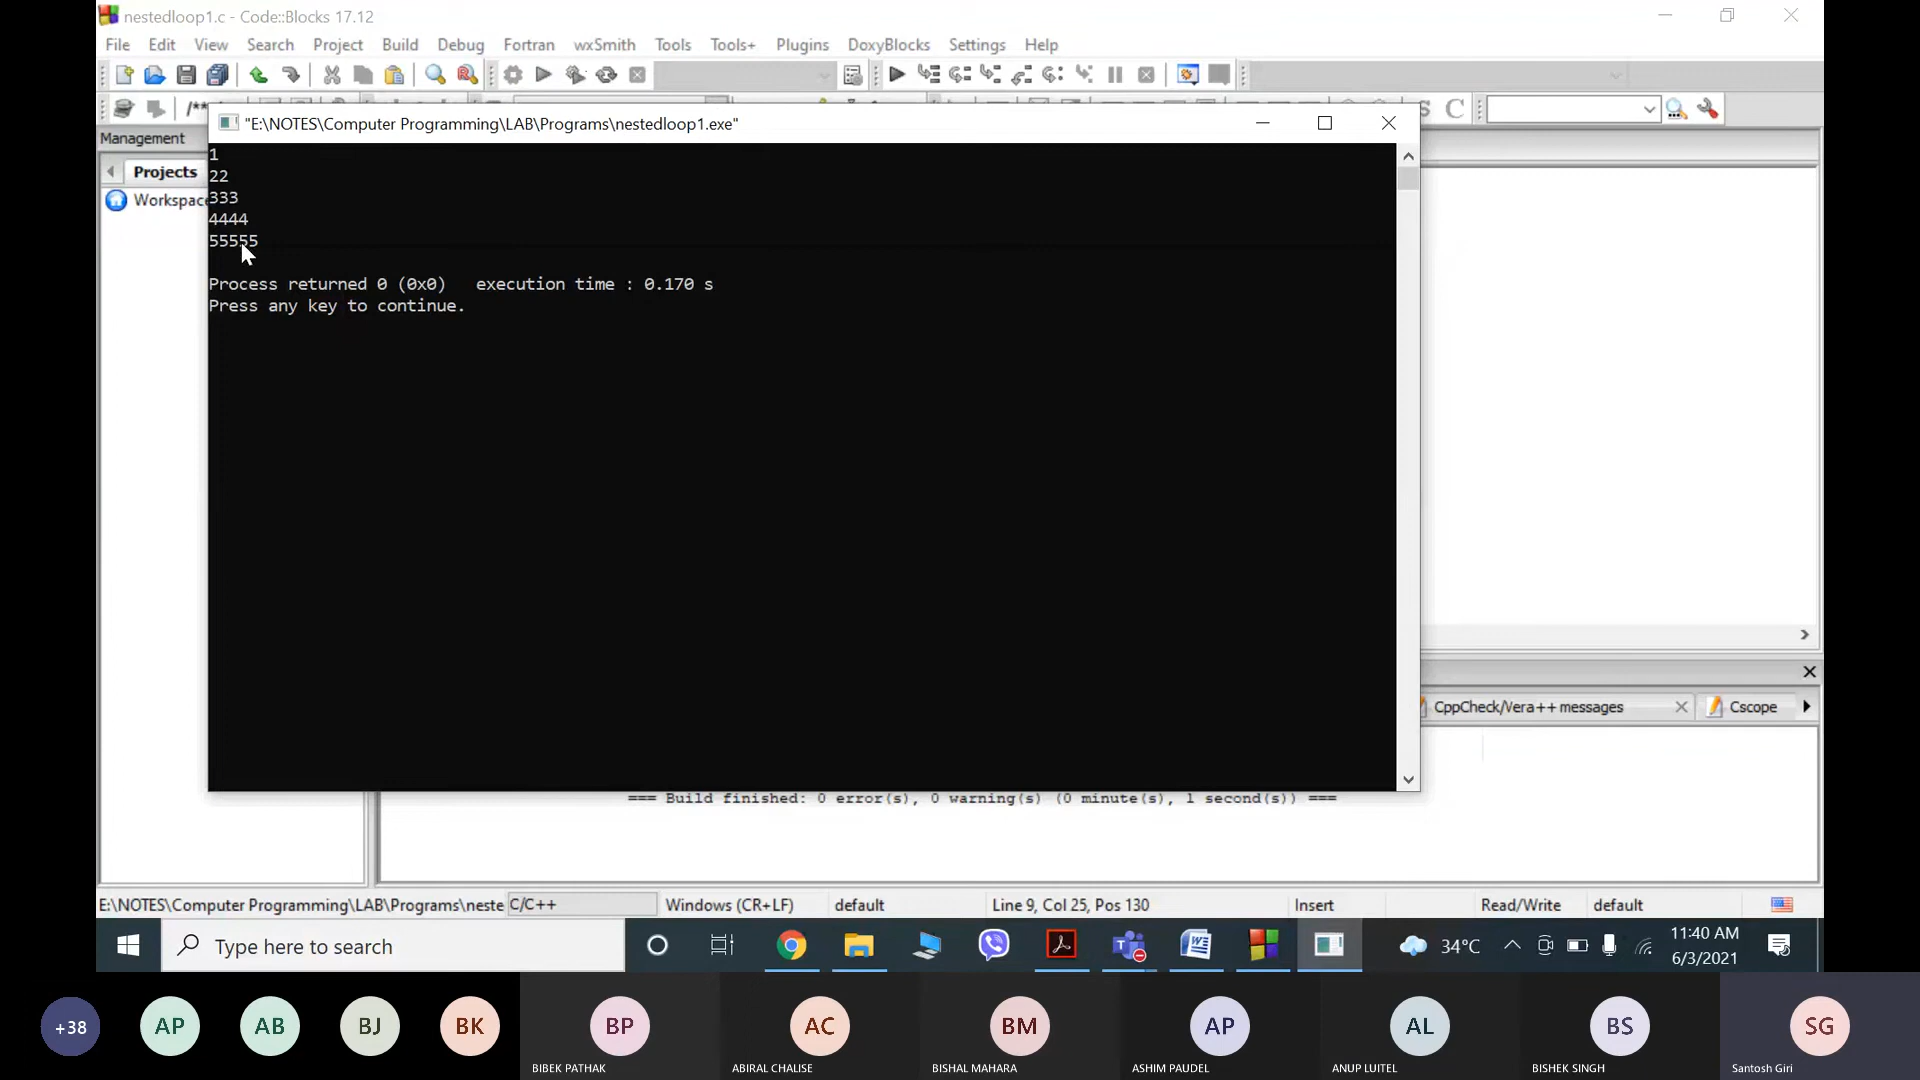 nestedloop1.c - Code::Blocks 17.12
File Edit View Search Project Build Debug Fortran wxSmith Tools Tools+ Plugins DoxyBlocks Settings Help
/**
S C
Management
"E:\NOTES\Computer Programming\LAB\Programs\nestedloop1.exe"
Projects
Workspace
1
22
333
4444
55555
Process returned 0 (0x0) execution time : 0.170 s
Press any key to continue.
CppCheck/Vera++ messages
Cscope
=== Build finished: 0 error(s), 0 warning(s) (0 minute(s), 1 second(s)) ===
E:\NOTES\Computer Programming\LAB\Programs\neste C/C++ Windows (CR+LF) default Line 9, Col 25, Pos 130 Insert Read/Write default
Type here to search
34°C
11:40 AM
6/3/2021
+38 AP AB BJ BK BP AC BM AP AL BS SG
BIBEK PATHAK ABIRAL CHALISE BISHAL MAHARA ASHIM PAUDEL ANUP LUITEL BISHEK SINGH Santosh Giri